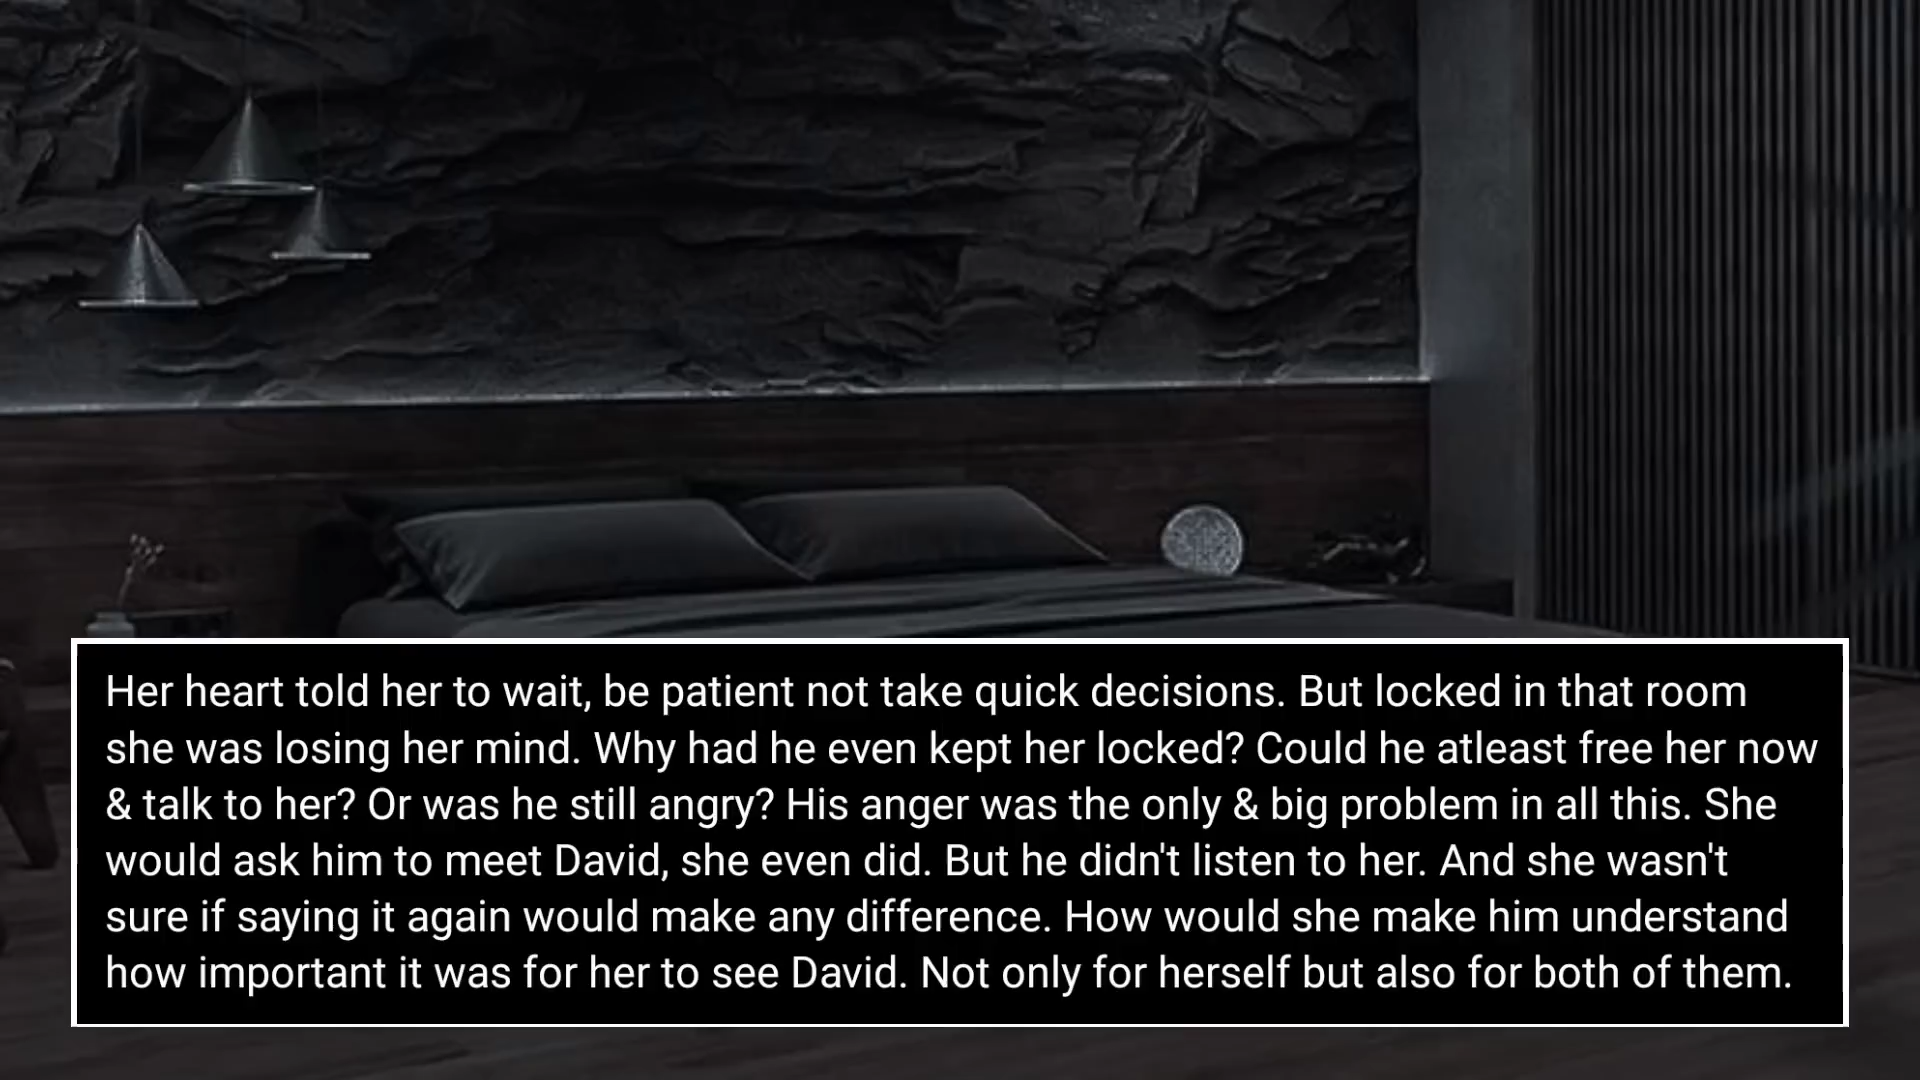 Her heart told her to wait, be patient not take quick decisions. But locked in that room
she was losing her mind. Why had he even kept her locked? Could he atleast free her now
& talk to her? Or was he still angry? His anger was the only & big problem in all this. She
would ask him to meet David, she even did. But he didn't listen to her. And she wasn't
sure if saying it again would make any difference. How would she make him understand
how important it was for her to see David. Not only for herself but also for both of them.